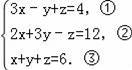 3x－y+z=4, ①
2x+3y－z=12, ②
x+y+z=6. ③